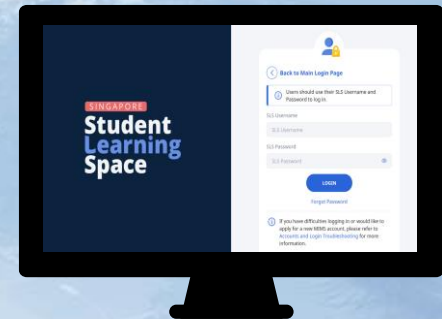 SINGAPORE
Student
Learning
Space
Back to Main Login Page
Users should use their SLS Username and
Password to log in.
SLS Username
SLS Username
SLS Password
SLS Password
LOGIN
Forgot Password
If you have difficulties logging in or would like to
apply for a new MIMS account, please refer to
Accounts and Login Troubleshooting for more
information.